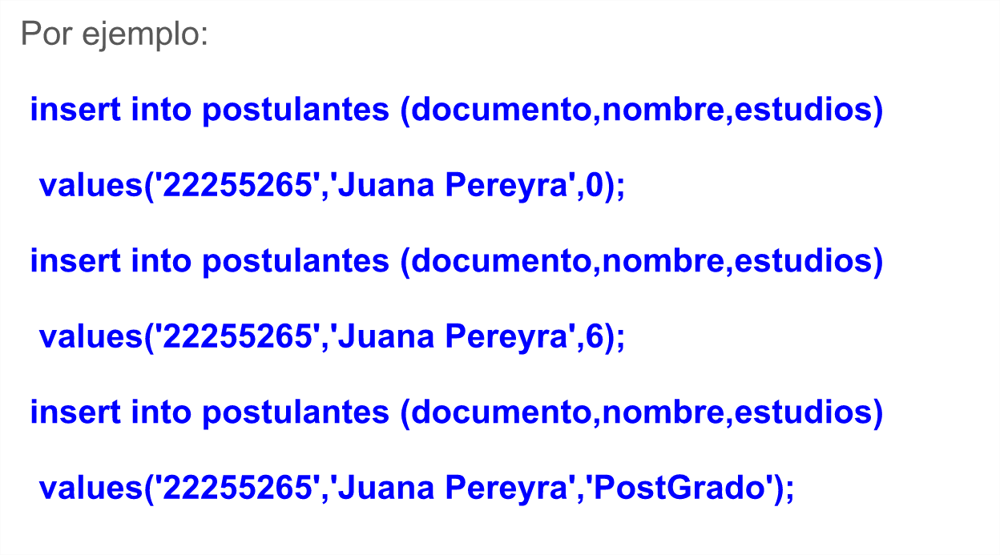 Por ejemplo:
insert into postulantes (documento,nombre,estudios)
values('22255265','Juana Pereyra',0);
insert into postulantes (documento,nombre,estudios)
values('22255265','Juana Pereyra',6);
insert into postulantes (documento,nombre,estudios)
values('22255265','Juana Pereyra','PostGrado');